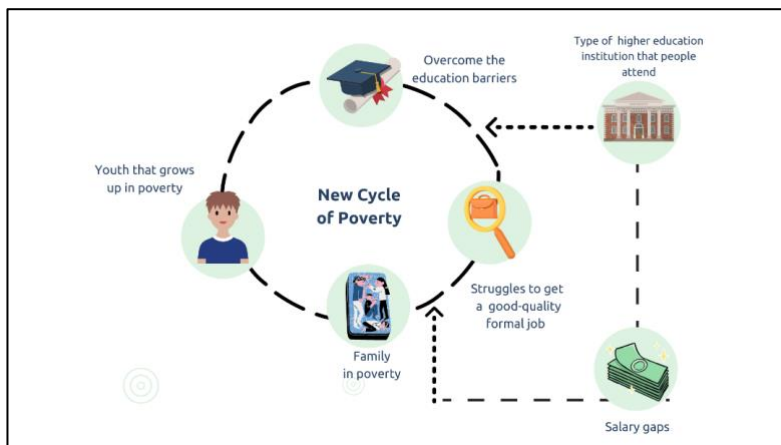 Overcome the
education barriers
Type of higher education
institution that people
attend
Youth that grows
up in poverty
New Cycle
of Poverty
Struggles to get
a good-quality
formal job
Family
in poverty
Salary gaps